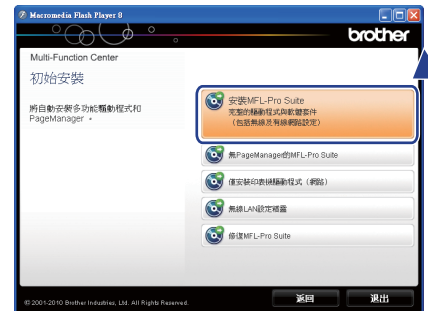 Macromedia Flash Player 8
brother
Multi-Function Center
初始安裝
將自動安裝多功能驅動程式和
PageManager。
安裝MFL-Pro Suite
完整的驅動程式與軟體套件
（包括無線及有線網路設定）
無PageManager的MFL-Pro Suite
僅安裝印表機驅動程式（網路）
無線LAN設定精靈
修復MFL-Pro Suite
© 2001-2010 Brother Industries, Ltd. All Rights Reserved.
返回
退出